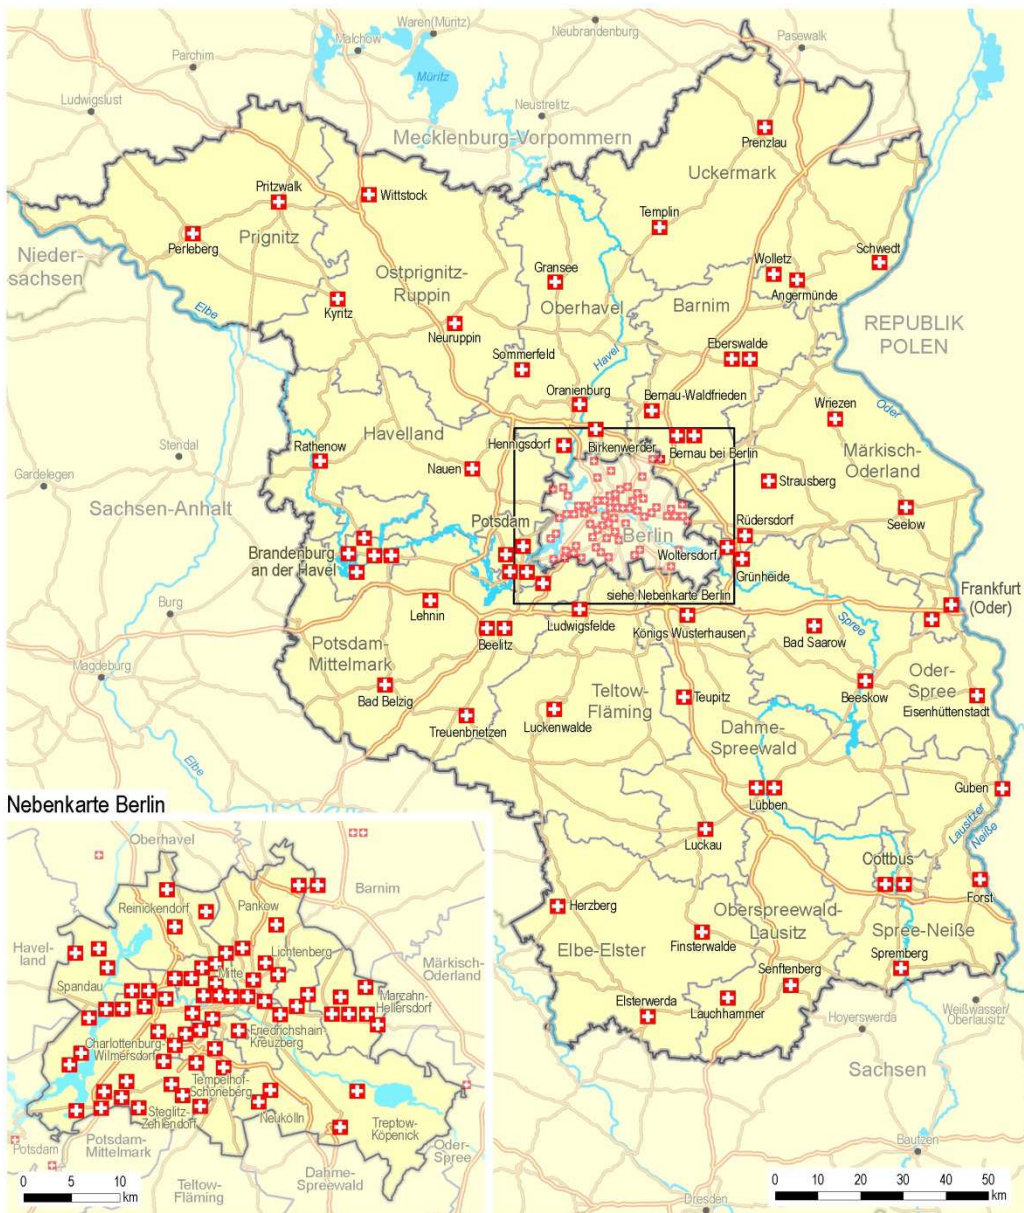 Waren(Müritz)
Malchow
Neubrandenburg
Pasewalk
Parchim
Müritz
Ludwigslust
Neustrelitz
Mecklenburg-Vorpommern
Prenzlau
Uckermark
Pritzwalk
Wittstock
Templin
Perleberg
Prignitz
Nieder-
sachsen
Ostprignitz-
Ruppin
Gransee
Wolletz
Schwedt
Angermünde
Elbe
Kyritz
Oberhavel
Barnim
Neuruppin
REPUBLIK
POLEN
Havel
Sommerfeld
Eberswalde
Oranienburg
Bernau-Waldfrieden
Wriezen
Oder
Havelland
Hennigsdorf
Birkenwerder
Bernau bei Berlin
Märkisch-
Oderland
Stendal
Rathenow
Nauen
Gardelegen
Strausberg
Sachsen-Anhalt
Seelow
Potsdam
Berlin
Rüdersdorf
Brandenburg
an der Havel
Woltersdorf
Grünheide
siehe Nebenkarte Berlin
Frankfurt
(Oder)
Burg
Lehnin
Ludwigsfelde
Königs Wusterhausen
Spree
Bad Saarow
Beelitz
Potsdam-
Mittelmark
Magdeburg
Bad Belzig
Teltow-
Fläming
Teupitz
Beeskow
Oder-
Spree
Eisenhüttenstadt
Treuenbrietzen
Luckenwalde
Dahme-
Spreewald
Elbe
Lübben
Guben
Lausitzer
Neiße
Luckau
Cottbus
Forst
Herzberg
Oberspreewald-
Lausitz
Spree-Neiße
Elbe-Elster
Finsterwalde
Spremberg
Senftenberg
Elsterwerda
Lauchhammer
Hoyerswerda
Weißwasser/
Oberlausitz
Sachsen
Bautzen
Dresden
0 10 20 30 40 50
km
Nebenkarte Berlin
Oberhavel
Barnim
Reinickendorf
Pankow
Havel-
land
Lichtenberg
Mitte
Märkisch-
Oderland
Spandau
Marzahn-
Hellersdorf
Friedrichshain-
Kreuzberg
Charlottenburg-
Wilmersdorf
Tempelhof-
Schöneberg
Steglitz-
Zehlendorf
Neukölln
Treptow-
Köpenick
Potsdam
Potsdam-
Mittelmark
Oder-
Spree
Teltow-
Fläming
Dahme-
Spreewald
0 5 10
km